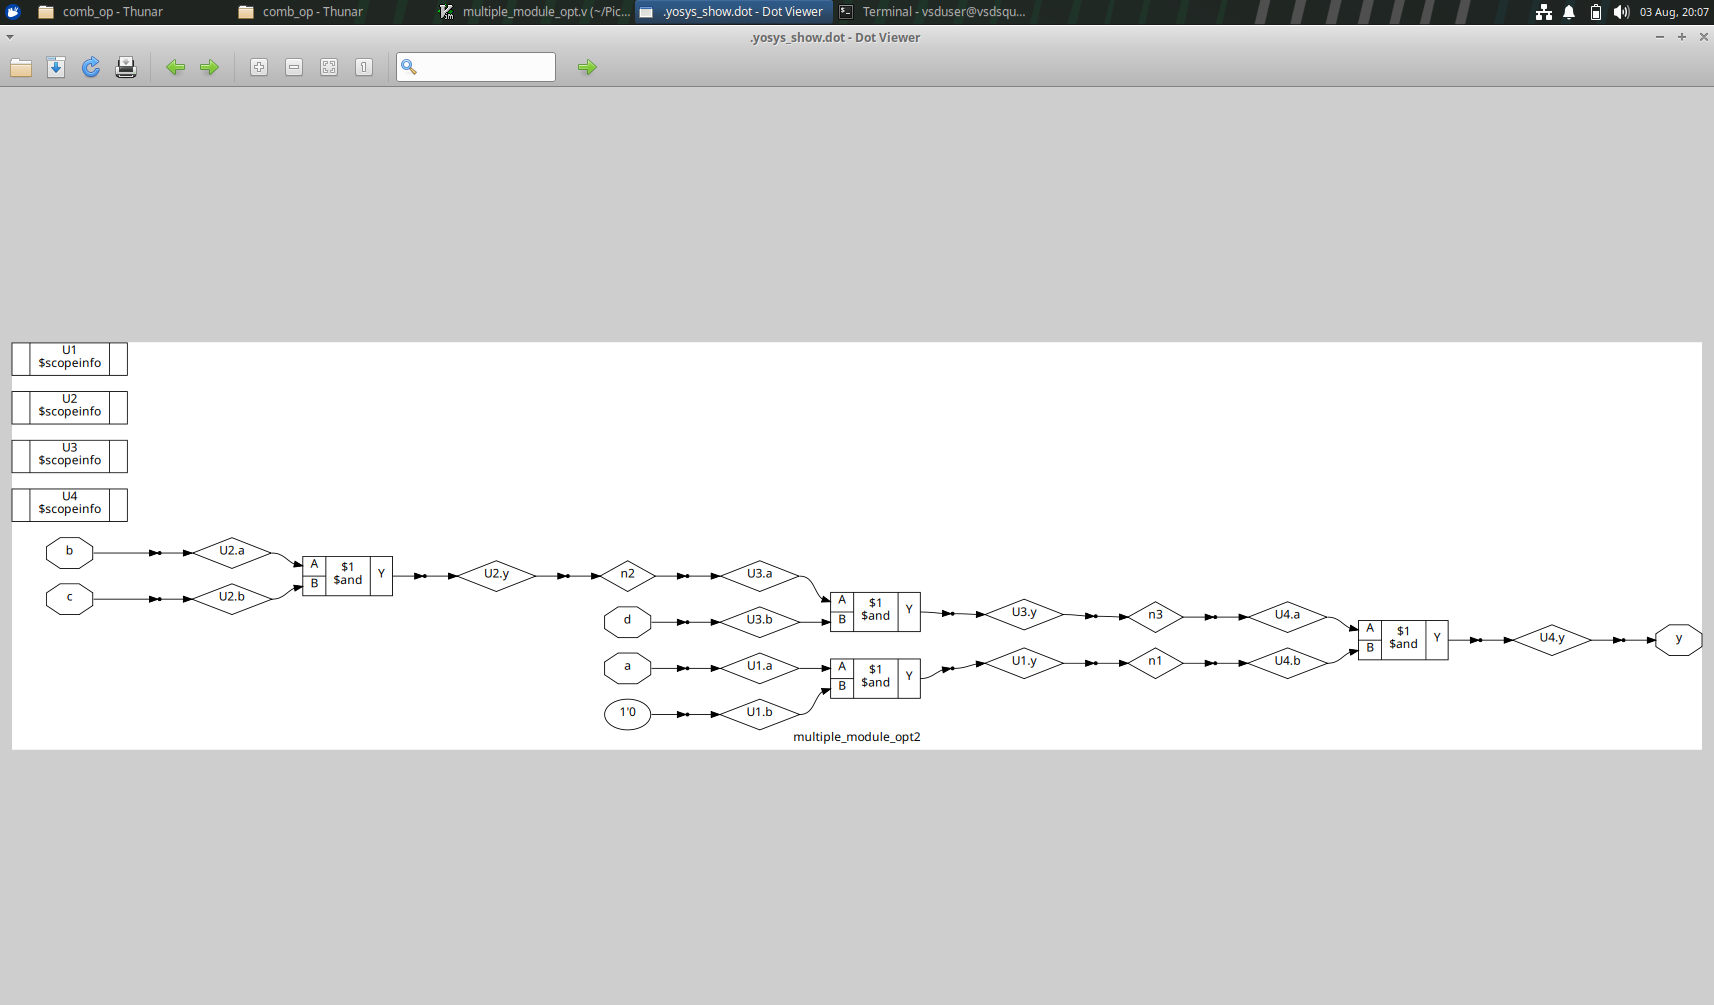 comb_op - Thunar
comb_op - Thunar
multiple_module_opt.v (~/Pic...
.yosys_show.dot - Dot Viewer
Terminal - vsduser@vsdsqu...
03 Aug, 20:07
.yosys_show.dot - Dot Viewer
U1
$scopeinfo
U2
$scopeinfo
U3
$scopeinfo
U4
$scopeinfo
b
U2.a
c
U2.b
A
B
$1
$and
Y
U2.y
n2
U3.a
d
U3.b
A
B
$1
$and
Y
U3.y
n3
U4.a
a
U1.a
1'0
U1.b
A
B
$1
$and
Y
U1.y
n1
U4.b
A
B
$1
$and
Y
U4.y
y
multiple_module_opt2